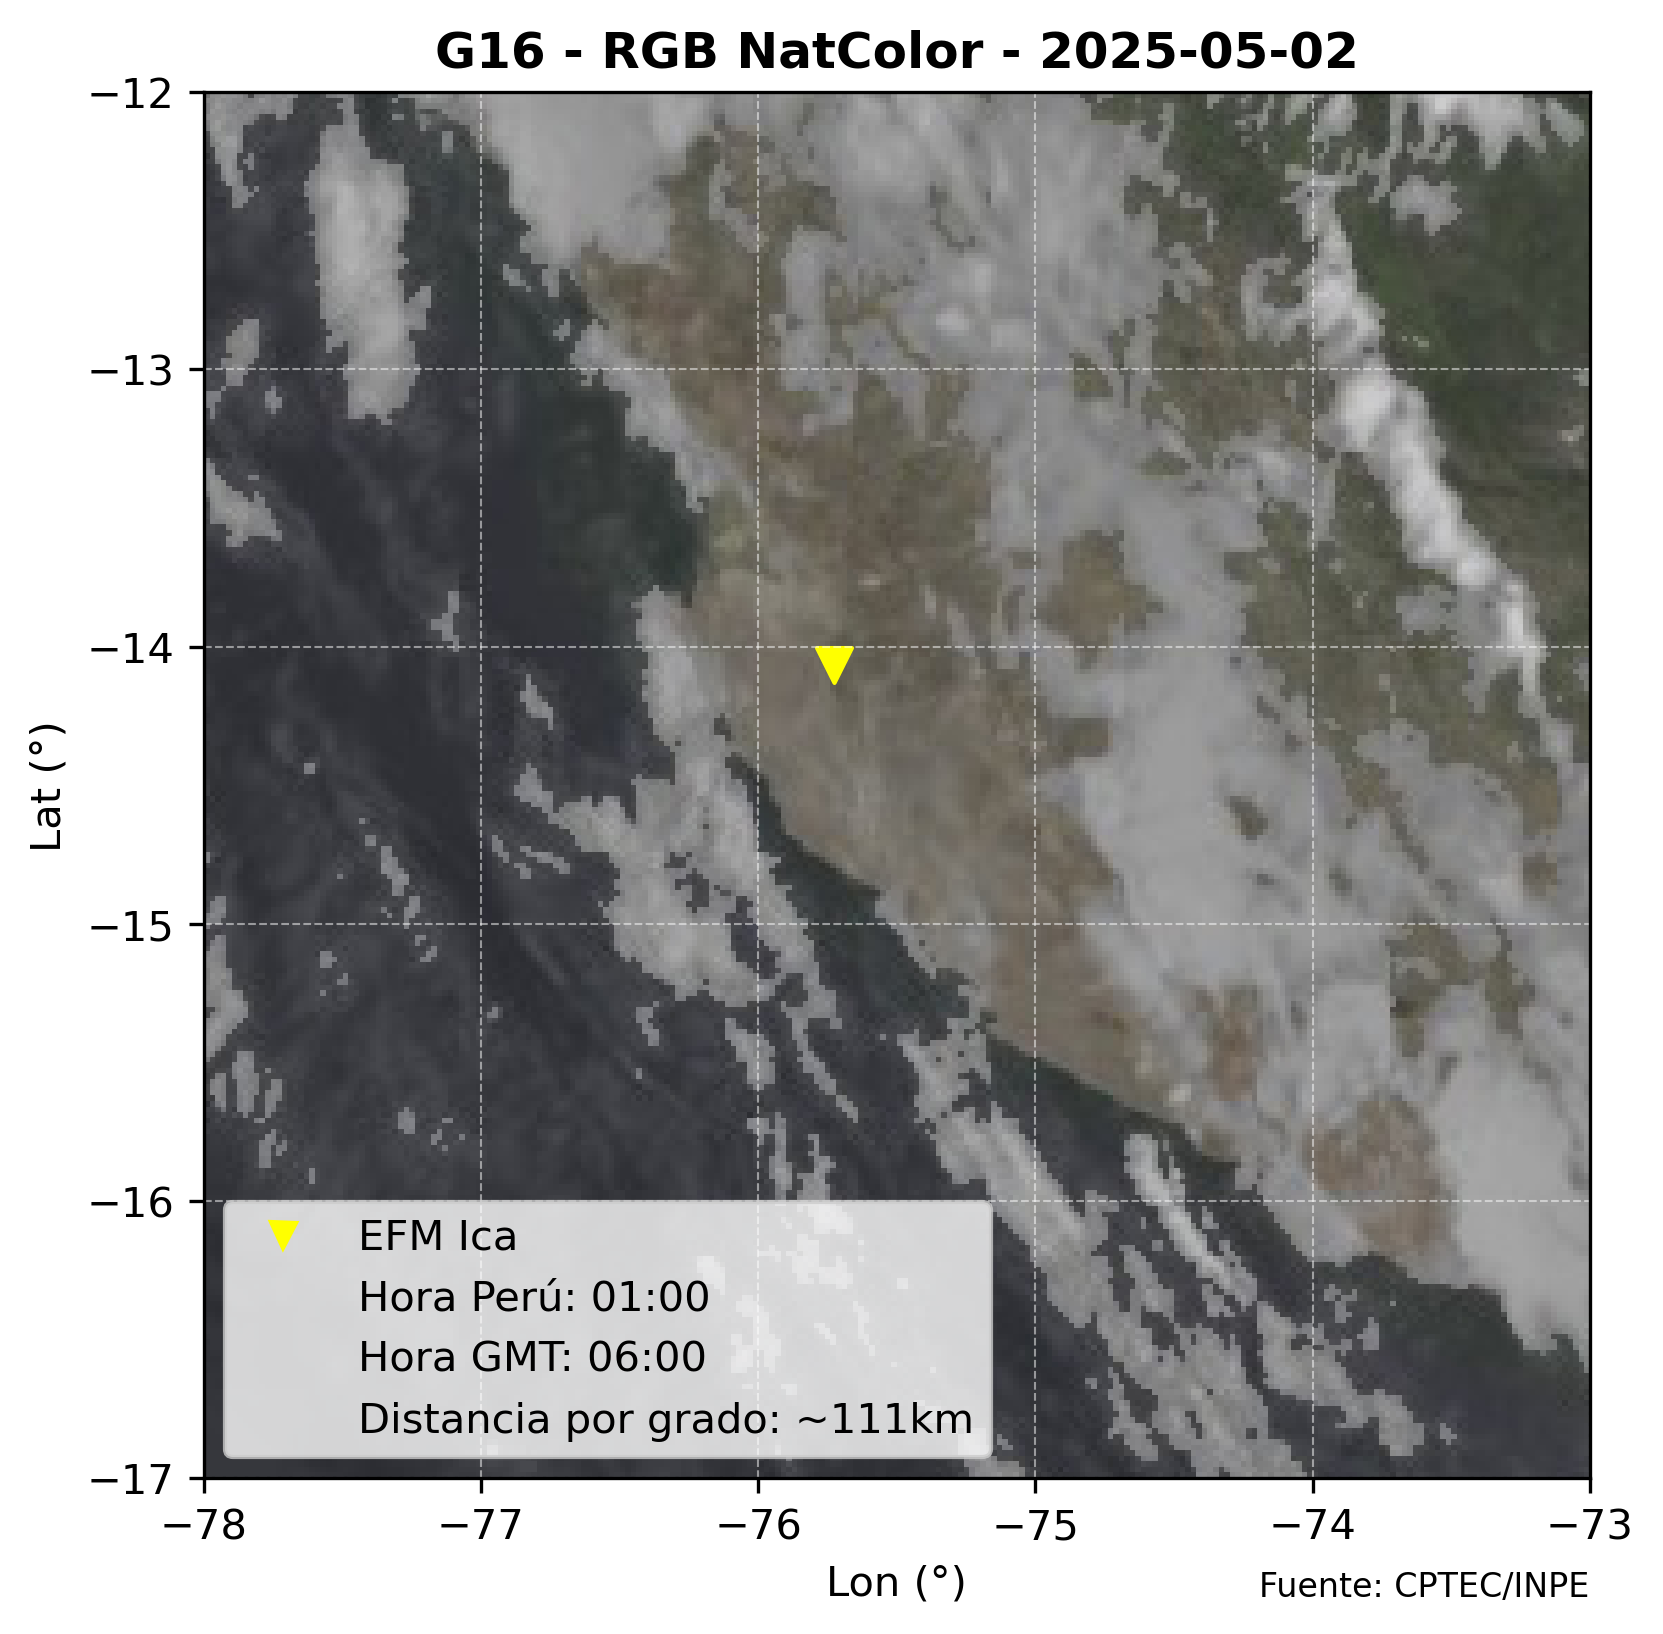 G16 - RGB NatColor - 2025-05-02
−12
−13
−14
−15
−16
−17
Lat (°)
EFM Ica
Hora Perú: 01:00
Hora GMT: 06:00
Distancia por grado: ~111km
−78
−77
−76
−75
−74
−73
Lon (°)
Fuente: CPTEC/INPE